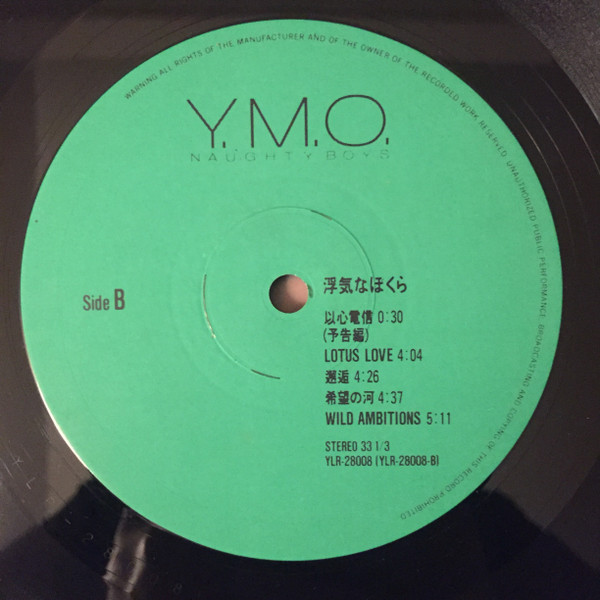 WARNING ALL RIGHTS OF THE MANUFACTURER AND OF THE OWNER OF THE RECORDED WORK RESERVED. UNAUTHORIZED PUBLIC PERFORMANCE, BROADCASTING AND COPYING OF THIS RECORD PROHIBITED
Y.M.O.
NAUGHTY BOYS
Side B
浮気なぼくら
以心電信 0:30
(予告編)
LOTUS LOVE 4:04
邂逅 4:26
希望の河 4:37
WILD AMBITIONS 5:11
STEREO 33 1/3
YLR-28008 (YLR-28008-B)